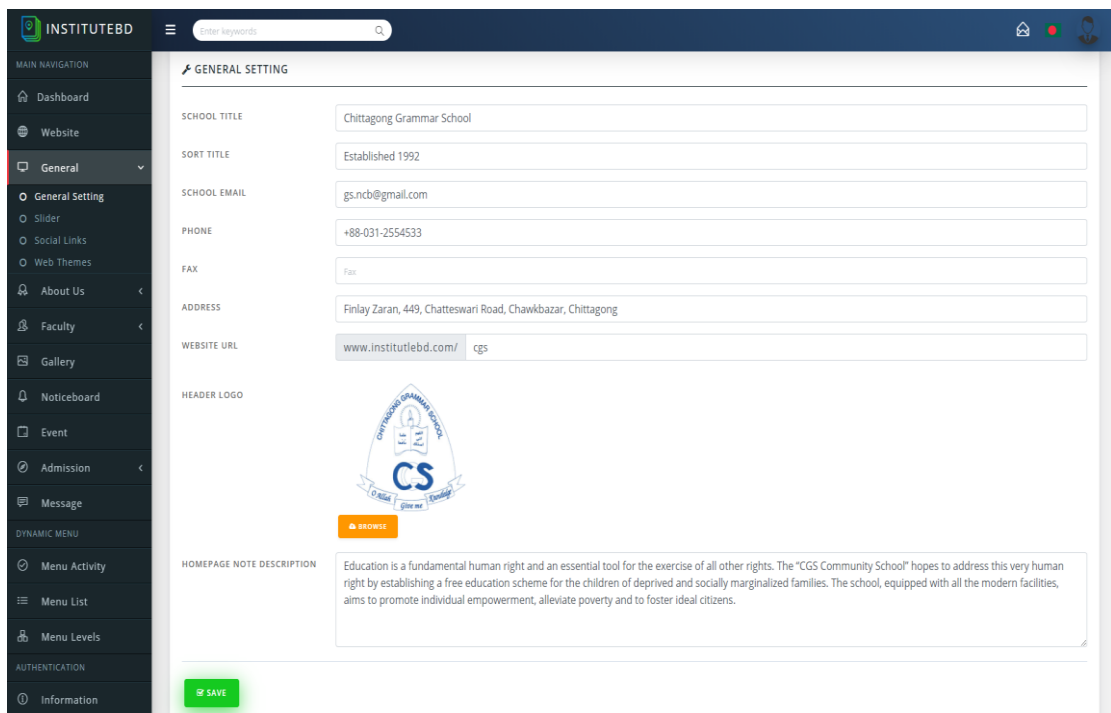 INSTITUTEBD
Enter keywords
MAIN NAVIGATION
Dashboard
Website
General
General Setting
Slider
Social Links
Web Themes
About Us
Faculty
Gallery
Noticeboard
Event
Admission
Message
DYNAMIC MENU
Menu Activity
Menu List
Menu Levels
AUTHENTICATION
Information
GENERAL SETTING
SCHOOL TITLE
Chittagong Grammar School
SORT TITLE
Established 1992
SCHOOL EMAIL
gs.ncb@gmail.com
PHONE
+88-031-2554533
FAX
Fax
ADDRESS
Finlay Zaran, 449, Chatteswari Road, Chawkbazar, Chittagong
WEBSITE URL
www.institutlebd.com/ cgs
HEADER LOGO
CHITTAGONG GRAMMAR SCHOOL
CGS
O Allah Give me Knowledge
BROWSE
HOMEPAGE NOTE DESCRIPTION
Education is a fundamental human right and an essential tool for the exercise of all other rights. The "CGS Community School" hopes to address this very human
right by establishing a free education scheme for the children of deprived and socially marginalized families. The school, equipped with all the modern facilities,
aims to promote individual empowerment, alleviate poverty and to foster ideal citizens.
SAVE